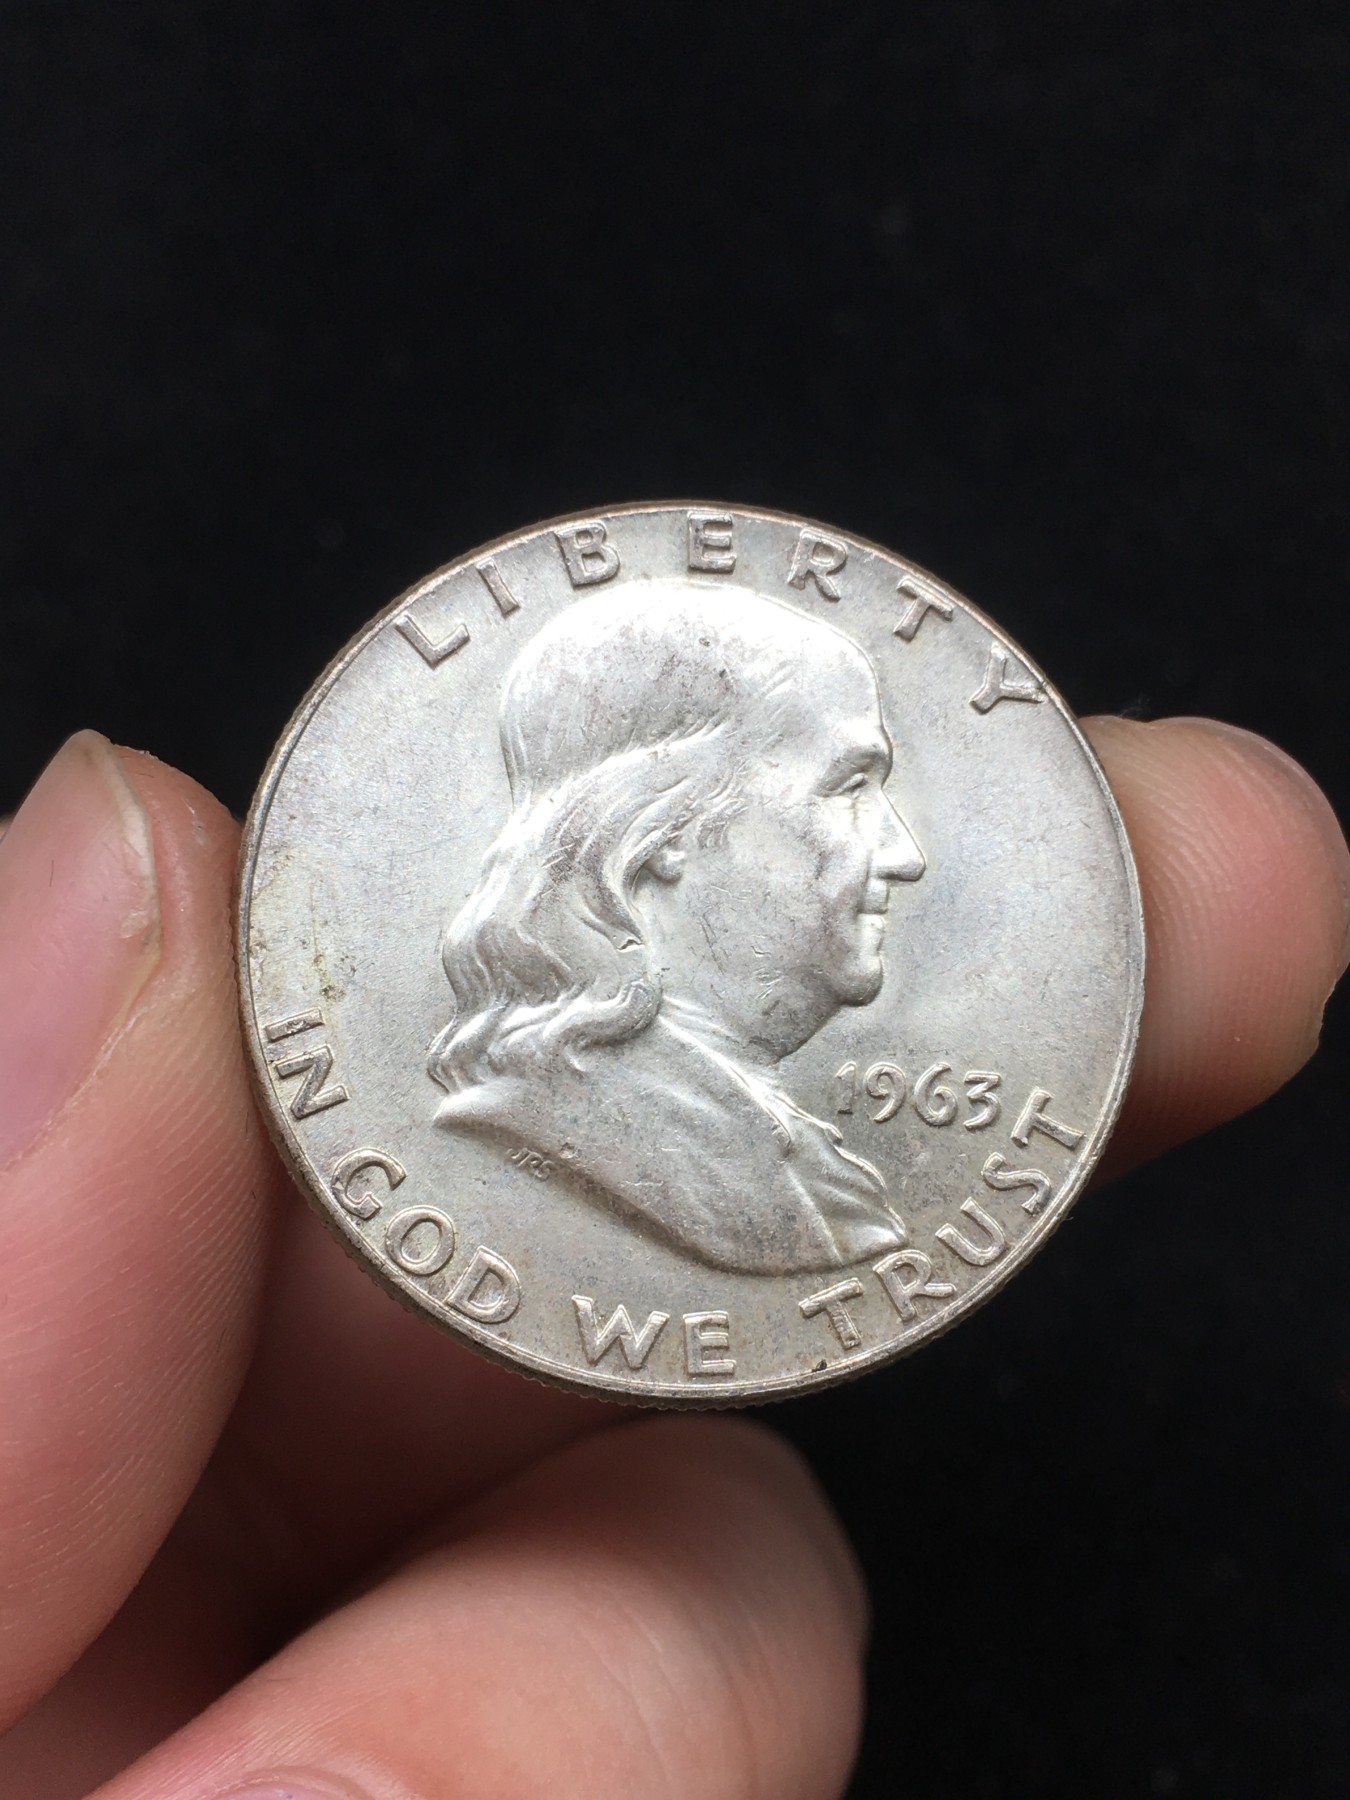 LIBERTY
1963
JRS
IN GOD WE TRUST